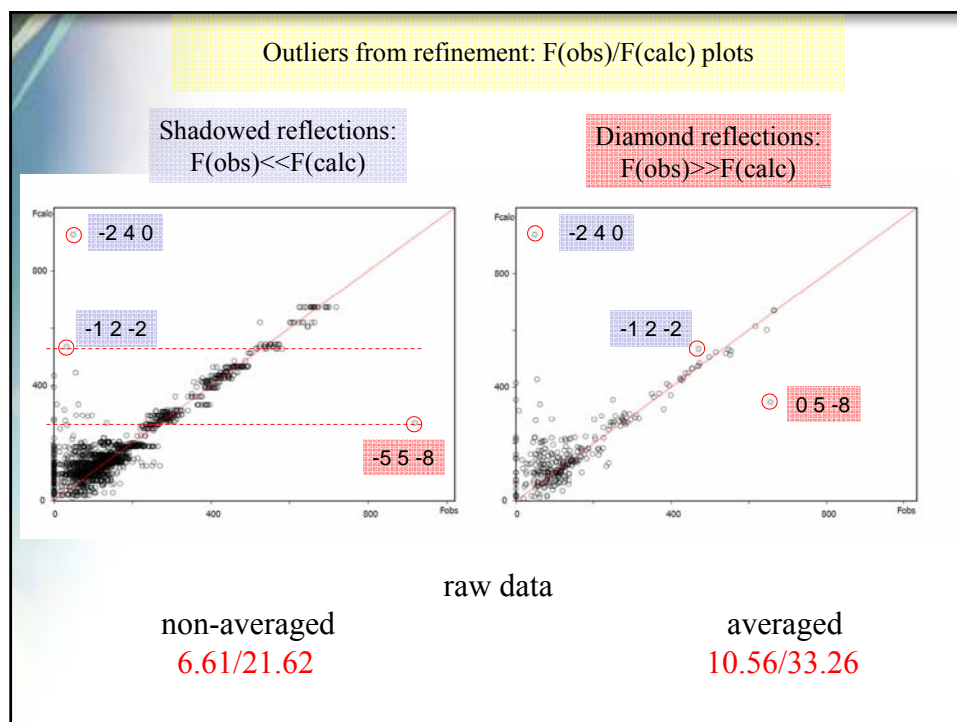 Outliers from refinement: F(obs)/F(calc) plots
Shadowed reflections:
F(obs)<<F(calc)
Diamond reflections:
F(obs)>>F(calc)
Fcalc
800
400
0
0
400
800
Fobs
-2 4 0
-1 2 -2
-5 5 -8
Fcalc
800
400
0
0
400
800
Fobs
-2 4 0
-1 2 -2
0 5 -8
raw data
non-averaged
6.61/21.62
averaged
10.56/33.26